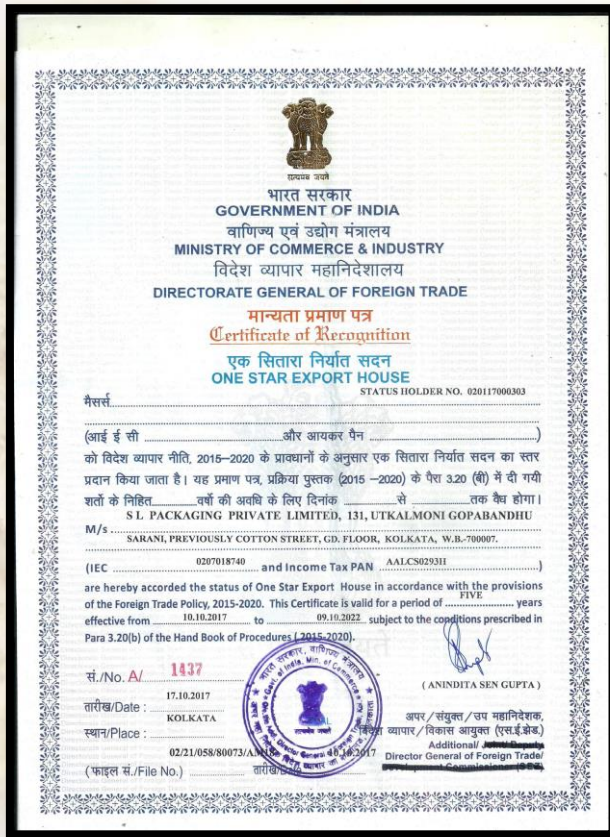 सत्यमेव जयते
भारत सरकार
GOVERNMENT OF INDIA
वाणिज्य एवं उद्योग मंत्रालय
MINISTRY OF COMMERCE & INDUSTRY
विदेश व्यापार महानिदेशालय
DIRECTORATE GENERAL OF FOREIGN TRADE
मान्यता प्रमाण पत्र
Certificate of Recognition
एक सितारा निर्यात सदन
ONE STAR EXPORT HOUSE
STATUS HOLDER NO. 020117000303
मैसर्स
(आई ई सी और आयकर पैन )
को विदेश व्यापार नीति, 2015–2020 के प्रावधानों के अनुसार एक सितारा निर्यात सदन का स्तर
प्रदान किया जाता है। यह प्रमाण पत्र, प्रक्रिया पुस्तक (2015 –2020) के पैरा 3.20 (बी) में दी गयी
शर्तो के निहित वर्षो की अवधि के लिए दिनांक से तक वैध होगा।
S L PACKAGING PRIVATE LIMITED, 131, UTKALMONI GOPABANDHU
M/s
SARANI, PREVIOUSLY COTTON STREET, GD. FLOOR, KOLKATA, W.B.-700007.
(IEC 0207018740 and Income Tax PAN AALCS0293H )
are hereby accorded the status of One Star Export House in accordance with the provisions
of the Foreign Trade Policy, 2015-2020. This Certificate is valid for a period of FIVE years
effective from 10.10.2017 to 09.10.2022 subject to the conditions prescribed in
Para 3.20(b) of the Hand Book of Procedures (2015-2020).
सं./No. A/ 1437
(ANINDITA SEN GUPTA)
तारीख/Date : 17.10.2017
स्थान/Place : KOLKATA
अपर/संयुक्त/उप महानिदेशक,
विदेश व्यापार/विकास आयुक्त (एस.ई.झेड.)
Additional/
Director General of Foreign Trade/
02/21/058/80073/
(फाइल सं./File No.)